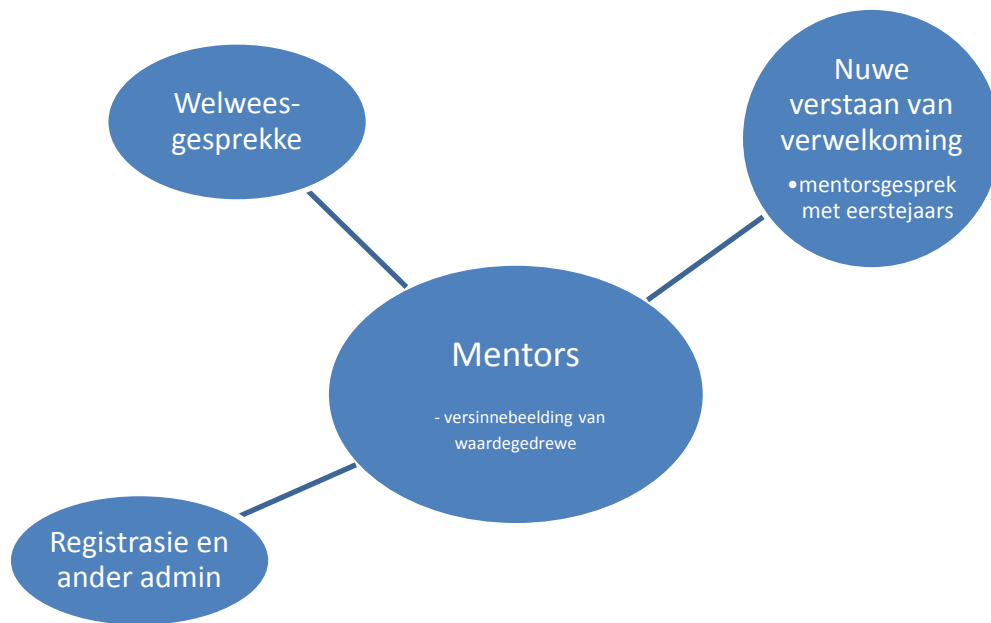 Welwees-
gesprekke
Nuwe
verstaan van
verwelkoming
•mentorsgesprek
met eerstejaars
Mentors
- versinnebeelding van
waardegedrewe
Registrasie en
ander admin